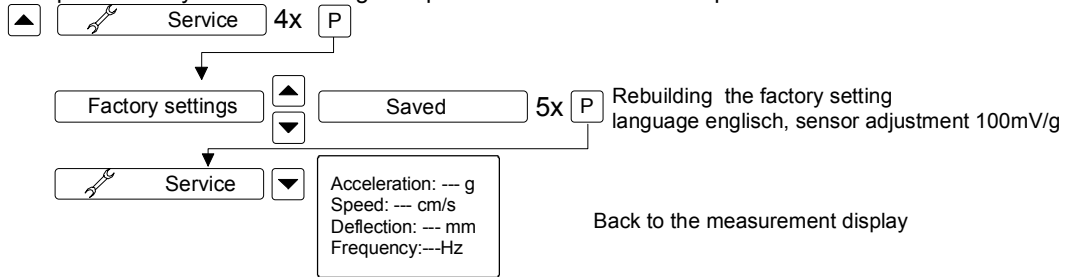 Service 4x P
Factory settings Saved 5x P Rebuilding the factory setting
language englisch, sensor adjustment 100mV/g
Service
Acceleration: --- g
Speed: --- cm/s
Deflection: --- mm
Frequency:---Hz
Back to the measurement display